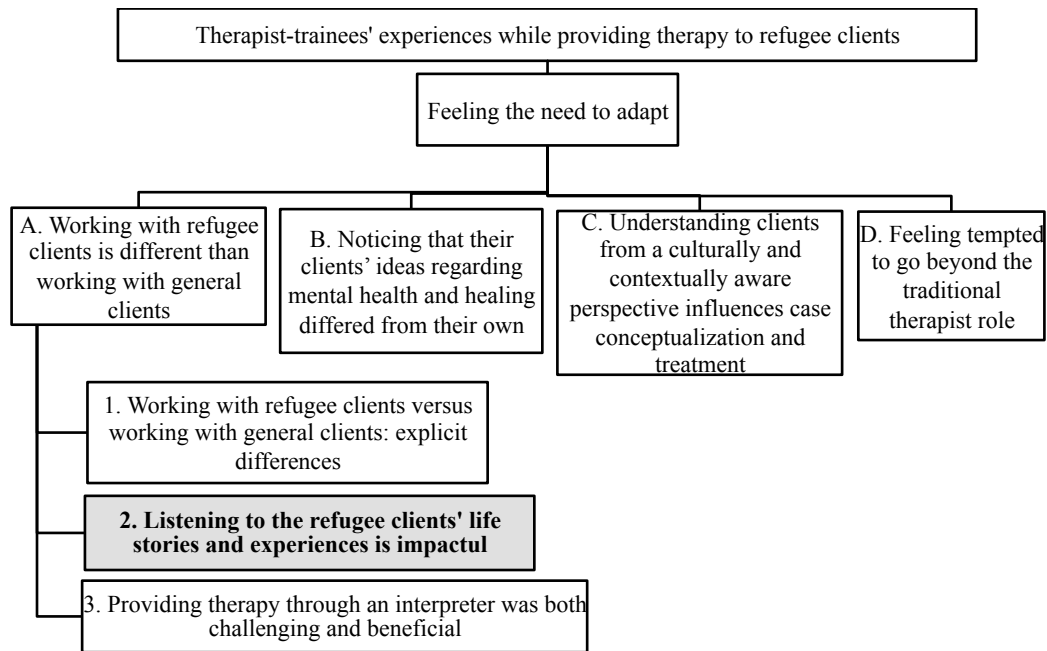 Therapist-trainees' experiences while providing therapy to refugee clients
Feeling the need to adapt
A. Working with refugee
clients is different than
working with general
clients
B. Noticing that their
clients’ ideas regarding
mental health and healing
differed from their own
C. Understanding clients
from a culturally and
contextually aware
perspective influences case
conceptualization and
treatment
D. Feeling tempted
to go beyond the
traditional
therapist role
1. Working with refugee clients versus
working with general clients: explicit
differences
2. Listening to the refugee clients' life
stories and experiences is impactul
3. Providing therapy through an interpreter was both
challenging and beneficial